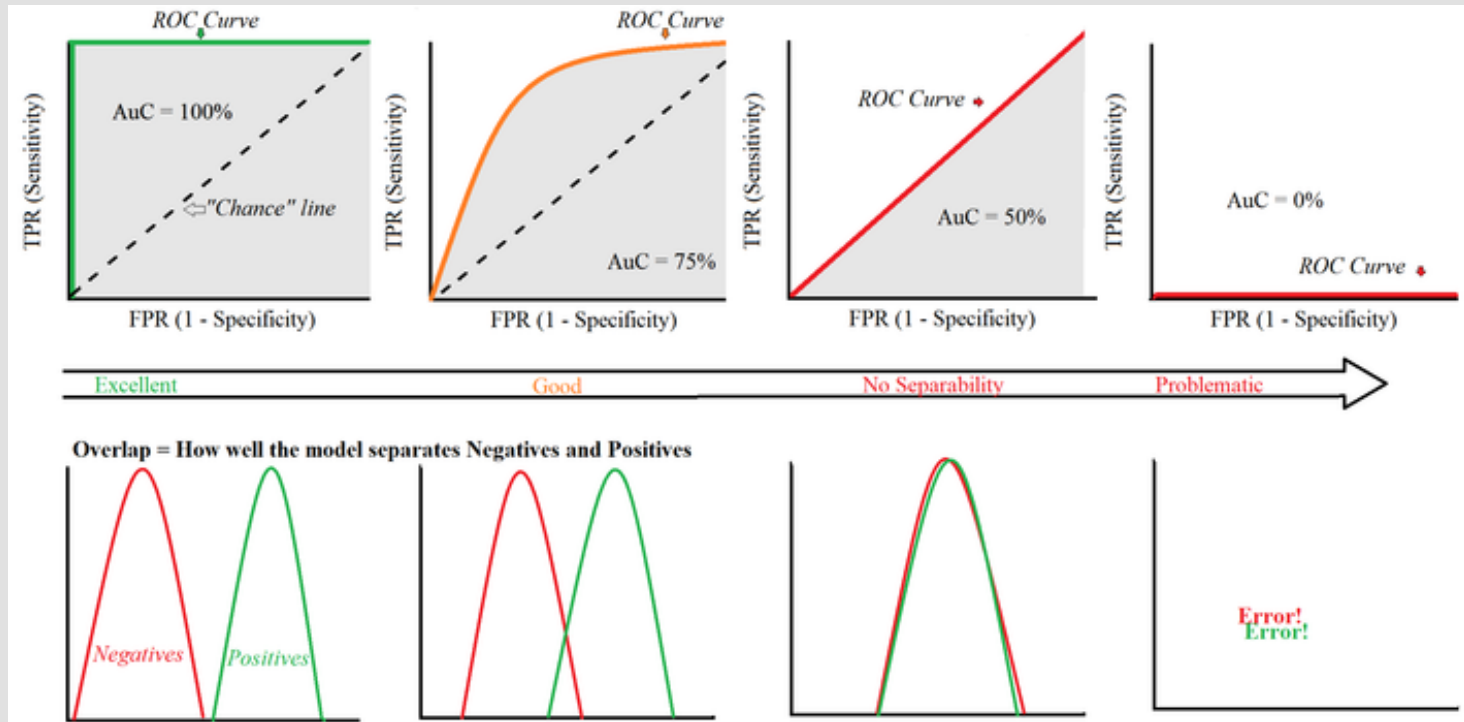 ROC Curve
AuC = 100%
"Chance" line
TPR (Sensitivity)
FPR (1 - Specificity)
ROC Curve
AuC = 75%
TPR (Sensitivity)
FPR (1 - Specificity)
ROC Curve
AuC = 50%
TPR (Sensitivity)
FPR (1 - Specificity)
AuC = 0%
ROC Curve
TPR (Sensitivity)
FPR (1 - Specificity)
Excellent
Good
No Separability
Problematic
Overlap = How well the model separates Negatives and Positives
Negatives
Positives
Error!
Error!